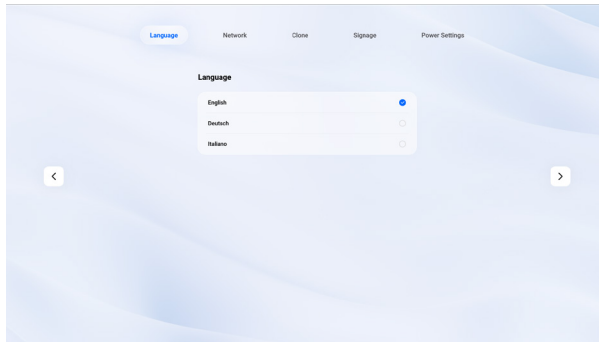 Language Network Clone Signage Power Settings
Language
English
Deutsch
Italiano